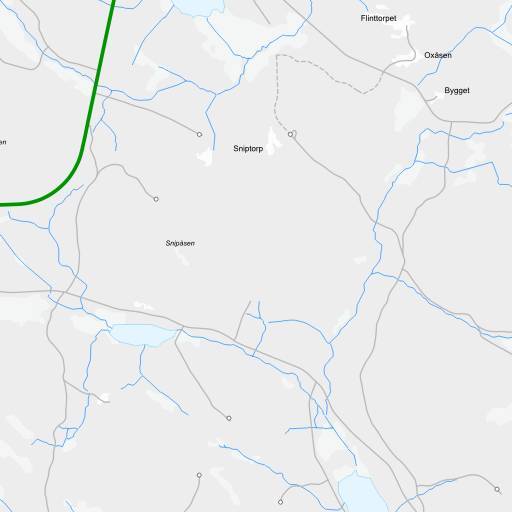 Flinttorpet
Oxåsen
Bygget
Sniptorp
Snipåsen